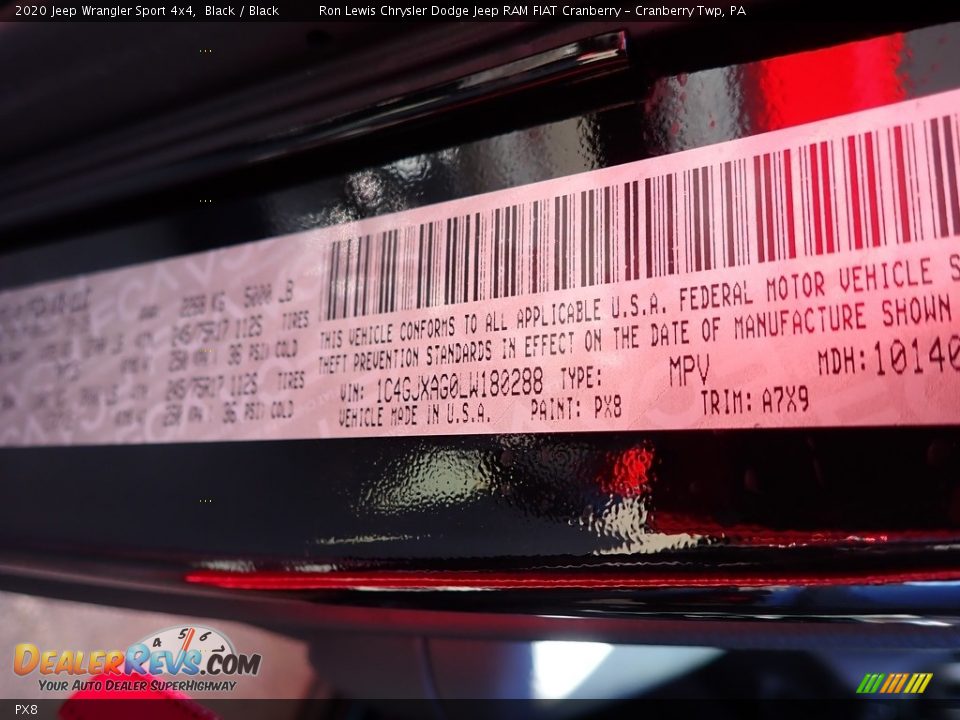 2020 Jeep Wrangler Sport 4x4, Black / Black Ron Lewis Chrysler Dodge Jeep RAM FIAT Cranberry - Cranberry Twp, PA
2268 KG 5000 LB
245/75R17 112S TIRES
36 PSI COLD
245/75R17 112S TIRES
36 PSI COLD
THIS VEHICLE CONFORMS TO ALL APPLICABLE U.S.A. FEDERAL MOTOR VEHICLE S
THEFT PREVENTION STANDARDS IN EFFECT ON THE DATE OF MANUFACTURE SHOWN
VIN: 1C4GJXAG0LW180288 TYPE: MPV MDH: 10140
VEHICLE MADE IN U.S.A. PAINT: PX8 TRIM: A7X9
4 5 6
DealerRevs.com
Your Auto Dealer SuperHighway
PX8